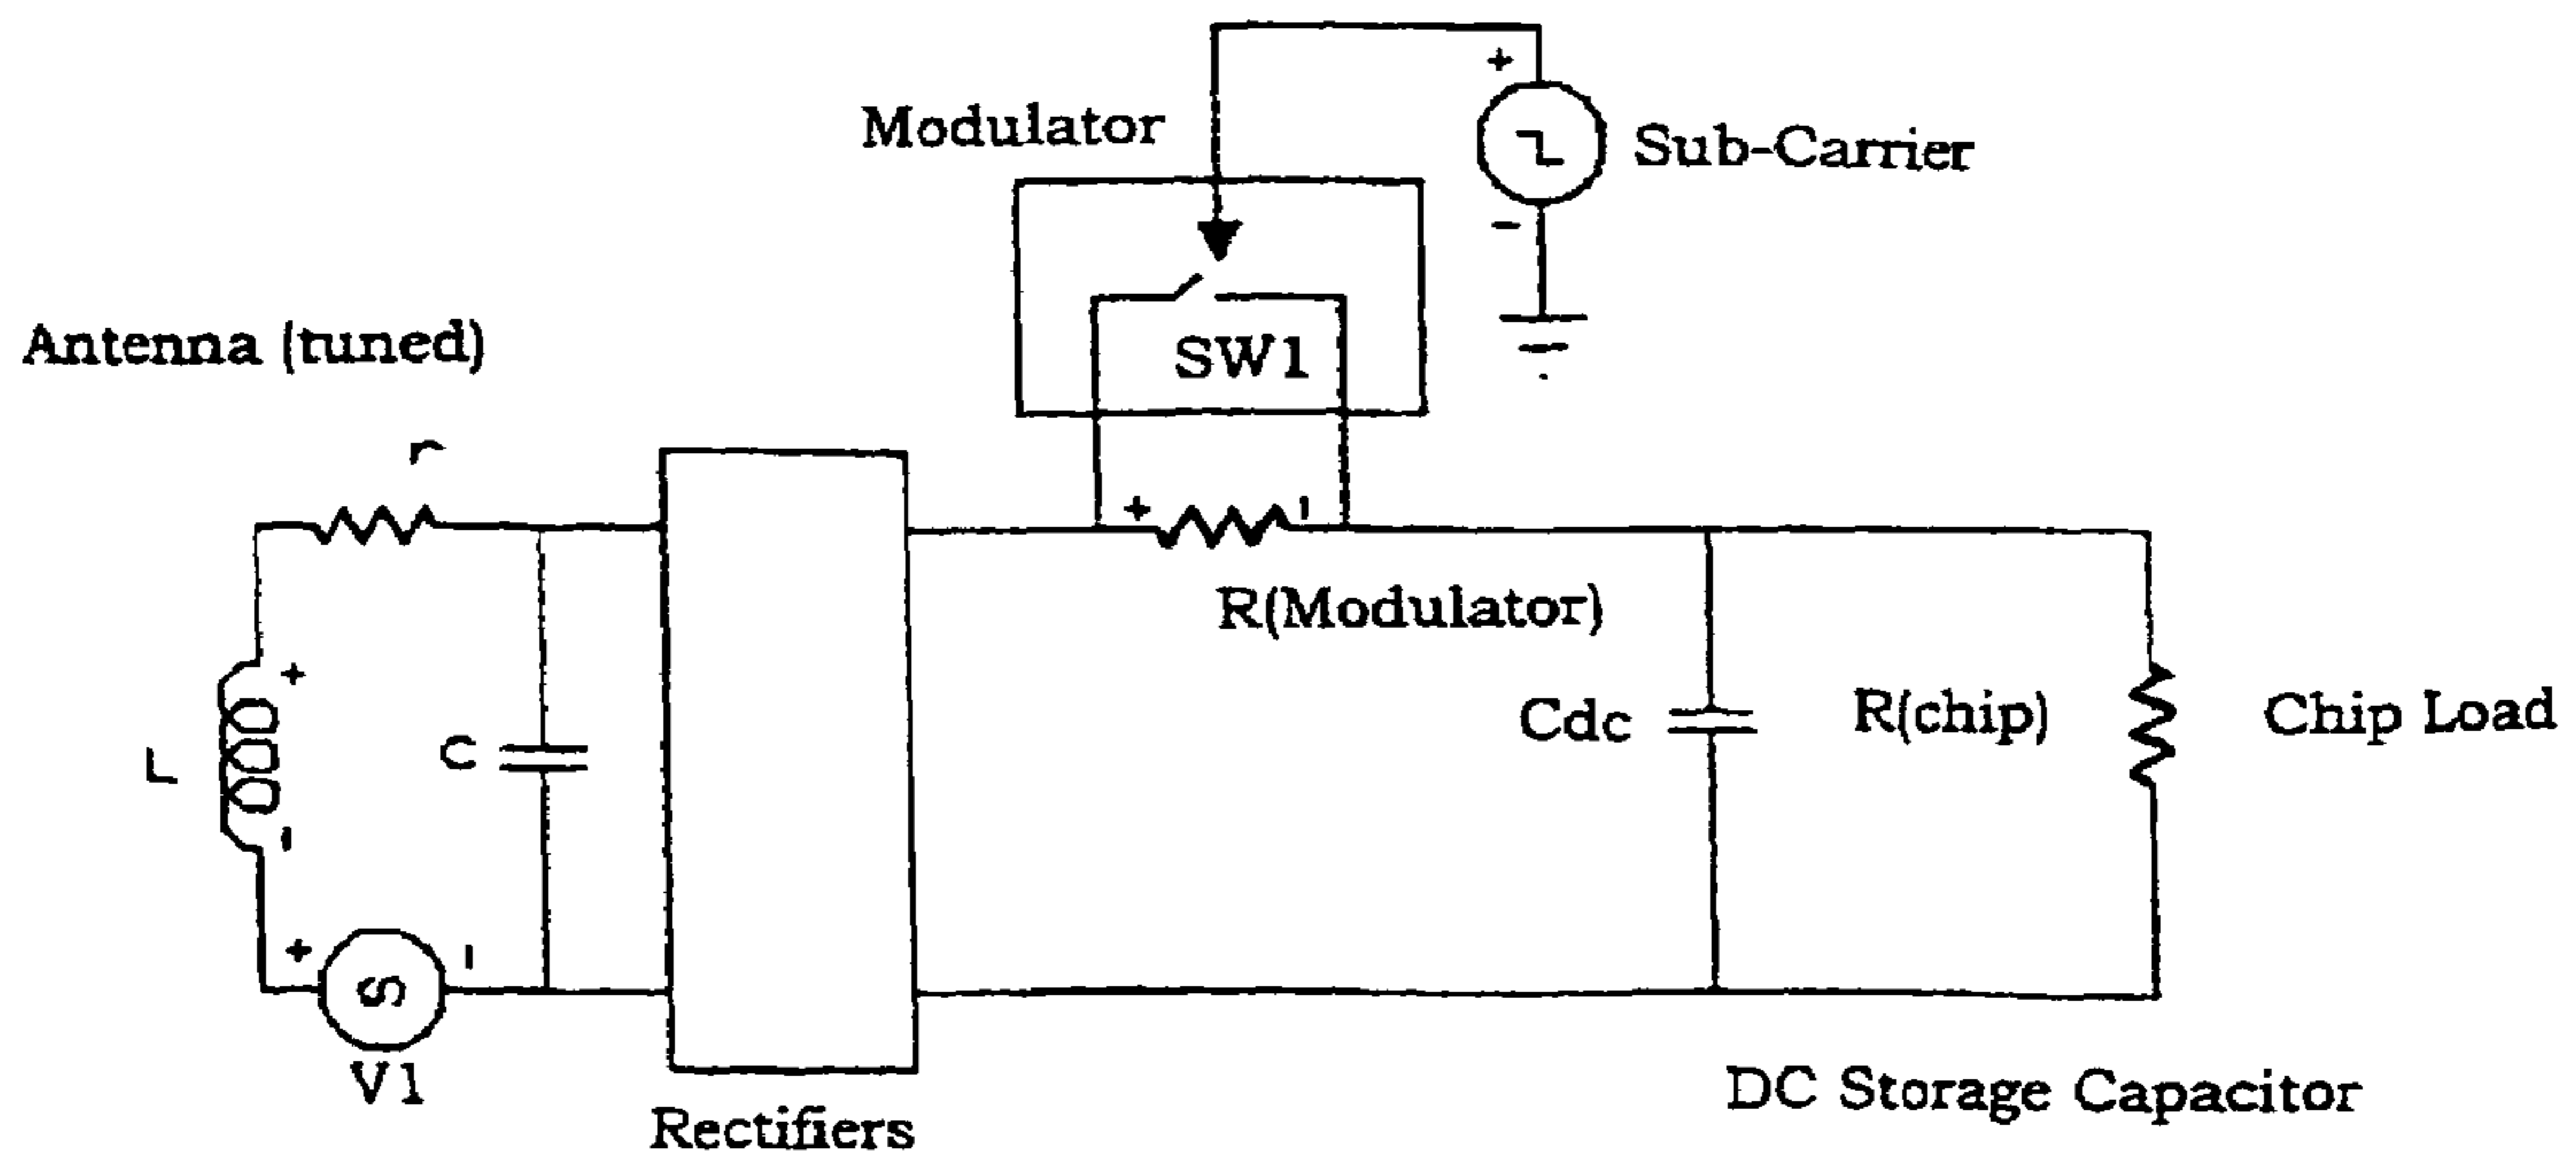 +
Modulator
Sub-Carrier
-
Antenna (tuned)
SW1
r
+ -
R(Modulator)
+
L
C
Cdc
R(chip)
Chip Load
-
+ -
S
V1
DC Storage Capacitor
Rectifiers